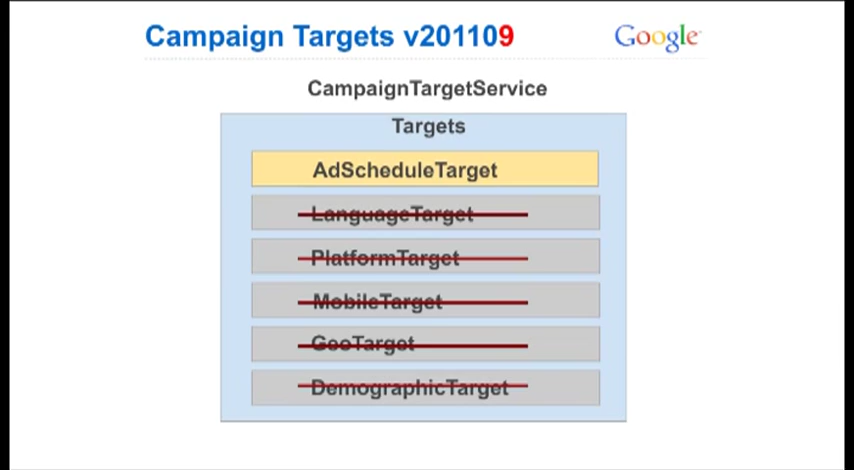 Campaign Targets v201109
Google
CampaignTargetService
Targets
AdScheduleTarget
LanguageTarget
PlatformTarget
MobileTarget
GeoTarget
DemographicTarget